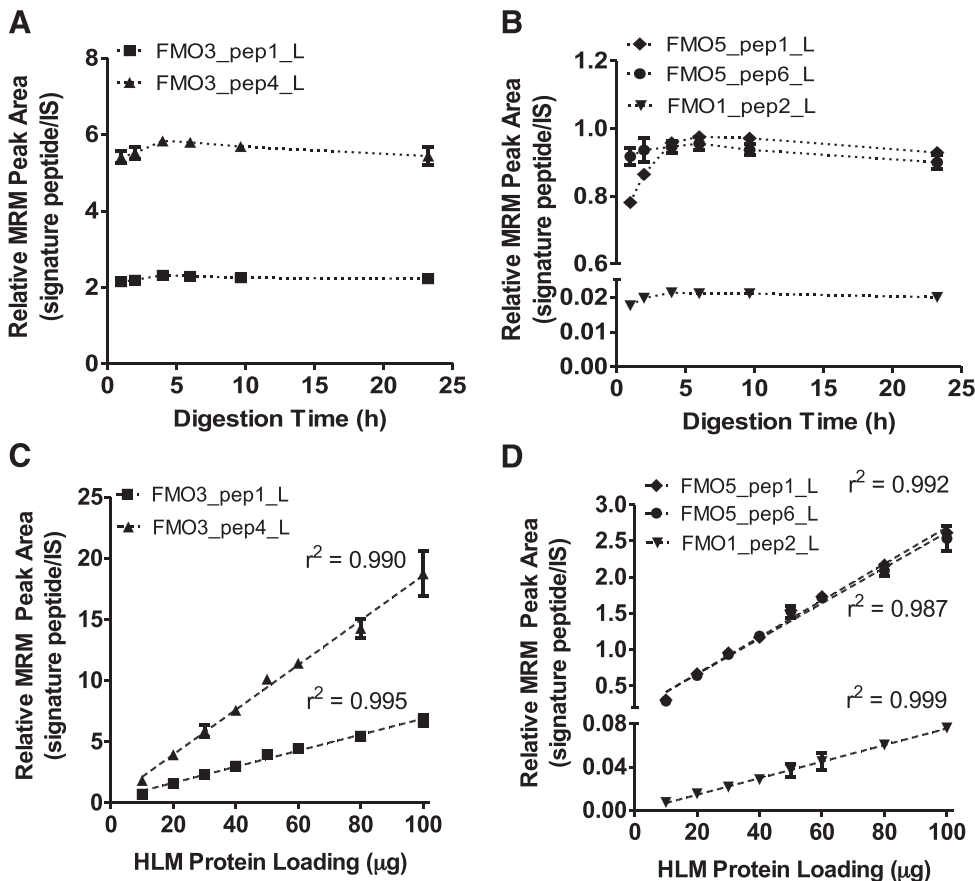 A
FMO3_pep1_L
FMO3_pep4_L
Relative MRM Peak Area
(signature peptide/IS)
8
6
4
2
0
0 5 10 15 20 25
Digestion Time (h)
B
FMO5_pep1_L
FMO5_pep6_L
FMO1_pep2_L
Relative MRM Peak Area
(signature peptide/IS)
1.2
1.0
0.8
0.6
0.02
0.01
0.00
0 5 10 15 20 25
Digestion Time (h)
C
FMO3_pep1_L
FMO3_pep4_L
Relative MRM Peak Area
(signature peptide/IS)
25
20
15
10
5
0
r² = 0.990
r² = 0.995
0 20 40 60 80 100
HLM Protein Loading (μg)
D
FMO5_pep1_L
FMO5_pep6_L
FMO1_pep2_L
Relative MRM Peak Area
(signature peptide/IS)
r² = 0.992
3.0
2.5
2.0
1.5
1.0
0.5
0.08
0.04
0.00
r² = 0.987
r² = 0.999
0 20 40 60 80 100
HLM Protein Loading (μg)